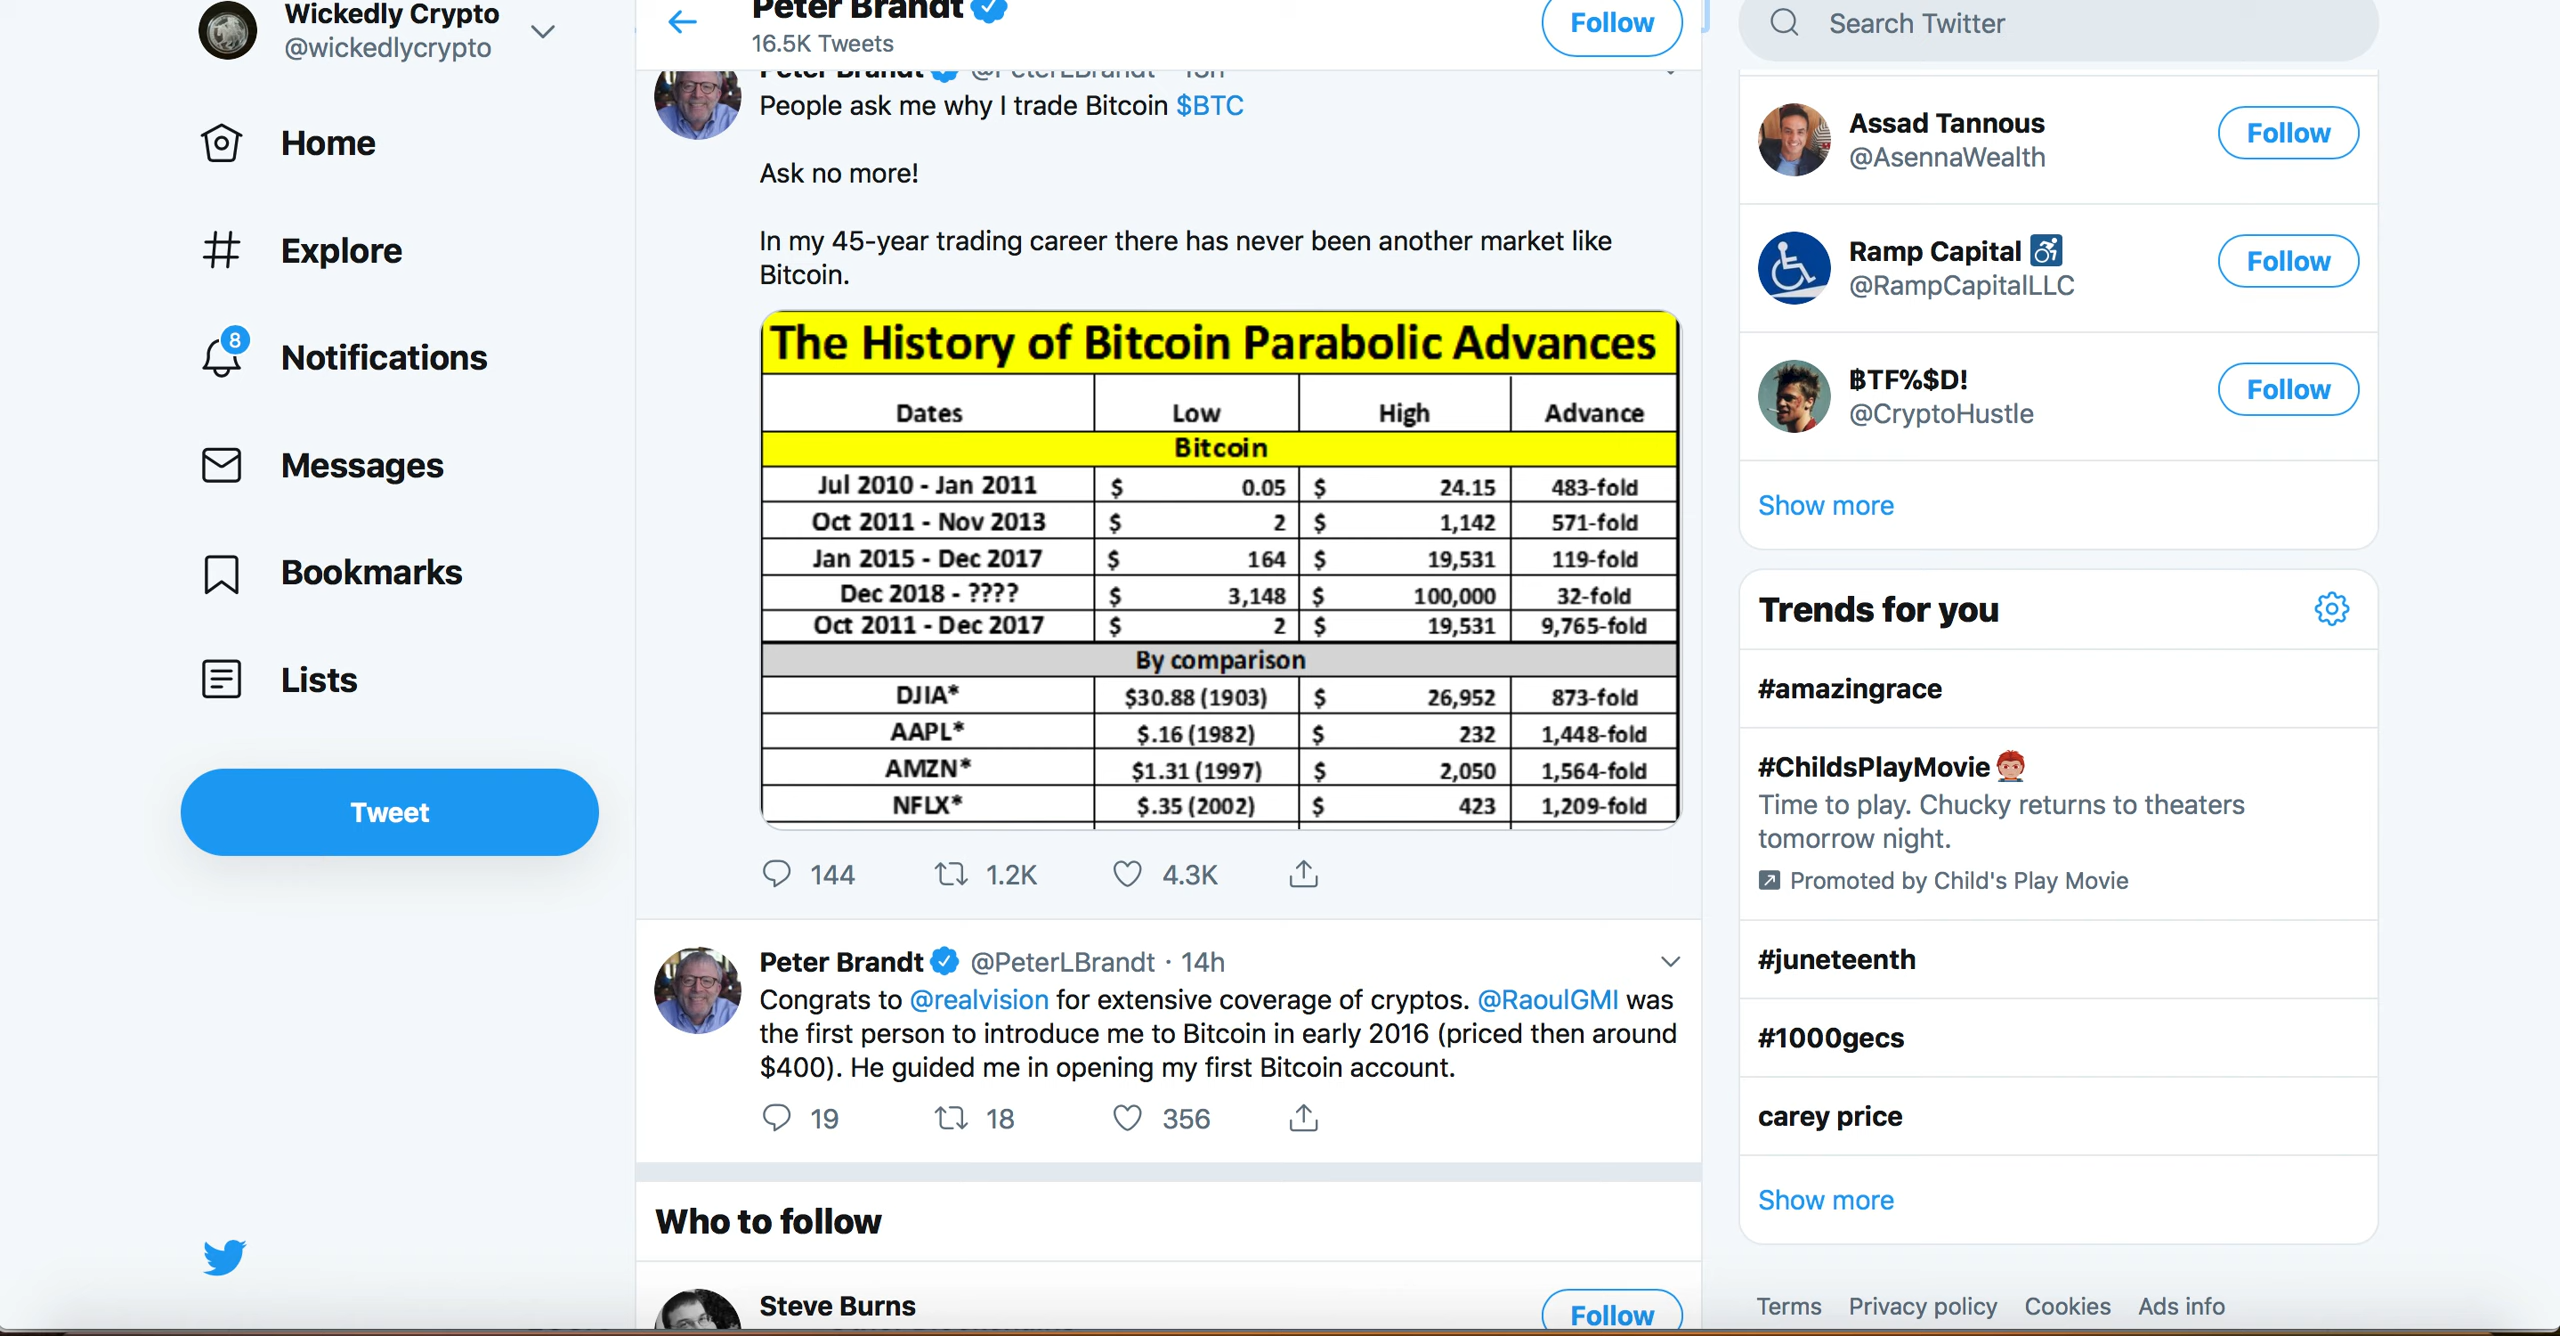 Wickedly Crypto
@wickedlycrypto
Home
Explore
8
Notifications
Messages
Bookmarks
Lists
Tweet
Peter Brandt
16.5K Tweets
Follow
Peter Brandt @PeterLBrandt · 13h
People ask me why I trade Bitcoin $BTC
Ask no more!
In my 45-year trading career there has never been another market like
Bitcoin.
The History of Bitcoin Parabolic Advances
Dates Low High Advance
Bitcoin
Jul 2010 - Jan 2011 $ 0.05 $ 24.15 483-fold
Oct 2011 - Nov 2013 $ 2 $ 1,142 571-fold
Jan 2015 - Dec 2017 $ 164 $ 19,531 119-fold
Dec 2018 - ???? $ 3,148 $ 100,000 32-fold
Oct 2011 - Dec 2017 $ 2 $ 19,531 9,765-fold
By comparison
DJIA* $30.88 (1903) $ 26,952 873-fold
AAPL* $.16 (1982) $ 232 1,448-fold
AMZN* $1.31 (1997) $ 2,050 1,564-fold
NFLX* $.35 (2002) $ 423 1,209-fold
144 1.2K 4.3K
Peter Brandt @PeterLBrandt · 14h
Congrats to @realvision for extensive coverage of cryptos. @RaoulGMI was
the first person to introduce me to Bitcoin in early 2016 (priced then around
$400). He guided me in opening my first Bitcoin account.
19 18 356
Who to follow
Steve Burns
Follow
Search Twitter
Assad Tannous
@AsennaWealth
Follow
Ramp Capital
@RampCapitalLLC
Follow
₿TF%$D!
@CryptoHustle
Follow
Show more
Trends for you
#amazingrace
#ChildsPlayMovie
Time to play. Chucky returns to theaters
tomorrow night.
Promoted by Child's Play Movie
#juneteenth
#1000gecs
carey price
Show more
Terms Privacy policy Cookies Ads info